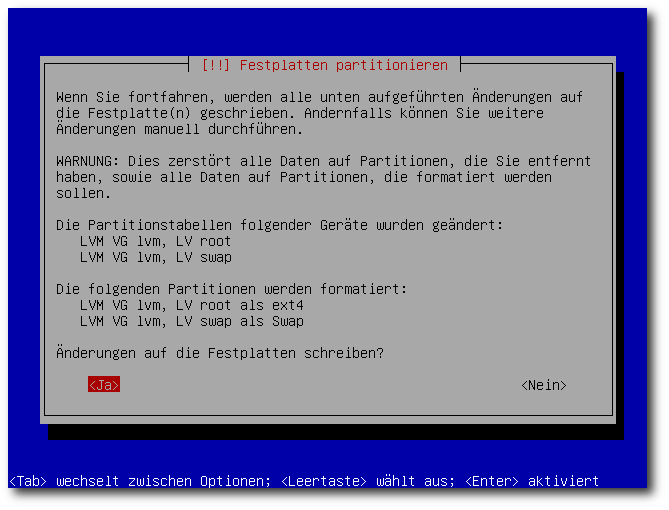 [!!] Festplatten partitionieren
Wenn Sie fortfahren, werden alle unten aufgeführten Änderungen auf
die Festplatte(n) geschrieben. Andernfalls können Sie weitere
Änderungen manuell durchführen.
WARNUNG: Dies zerstört alle Daten auf Partitionen, die Sie entfernt
haben, sowie alle Daten auf Partitionen, die formatiert werden
sollen.
Die Partitionstabellen folgender Geräte wurden geändert:
LVM VG lvm, LV root
LVM VG lvm, LV swap
Die folgenden Partitionen werden formatiert:
LVM VG lvm, LV root als ext4
LVM VG lvm, LV swap als Swap
Änderungen auf die Festplatten schreiben?
<Ja> <Nein>
<Tab> wechselt zwischen Optionen; <Leertaste> wählt aus; <Enter> aktiviert